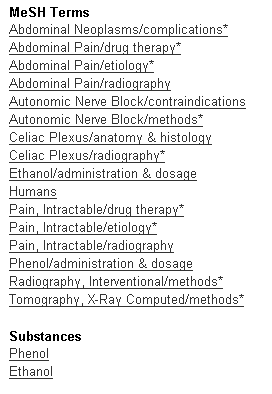 MeSH Terms
Abdominal Neoplasms/complications*
Abdominal Pain/drug therapy*
Abdominal Pain/etiology*
Abdominal Pain/radiography
Autonomic Nerve Block/contraindications
Autonomic Nerve Block/methods*
Celiac Plexus/anatomy & histology
Celiac Plexus/radiography*
Ethanol/administration & dosage
Humans
Pain, Intractable/drug therapy*
Pain, Intractable/etiology*
Pain, Intractable/radiography
Phenol/administration & dosage
Radiography, Interventional/methods*
Tomography, X-Ray Computed/methods*
Substances
Phenol
Ethanol